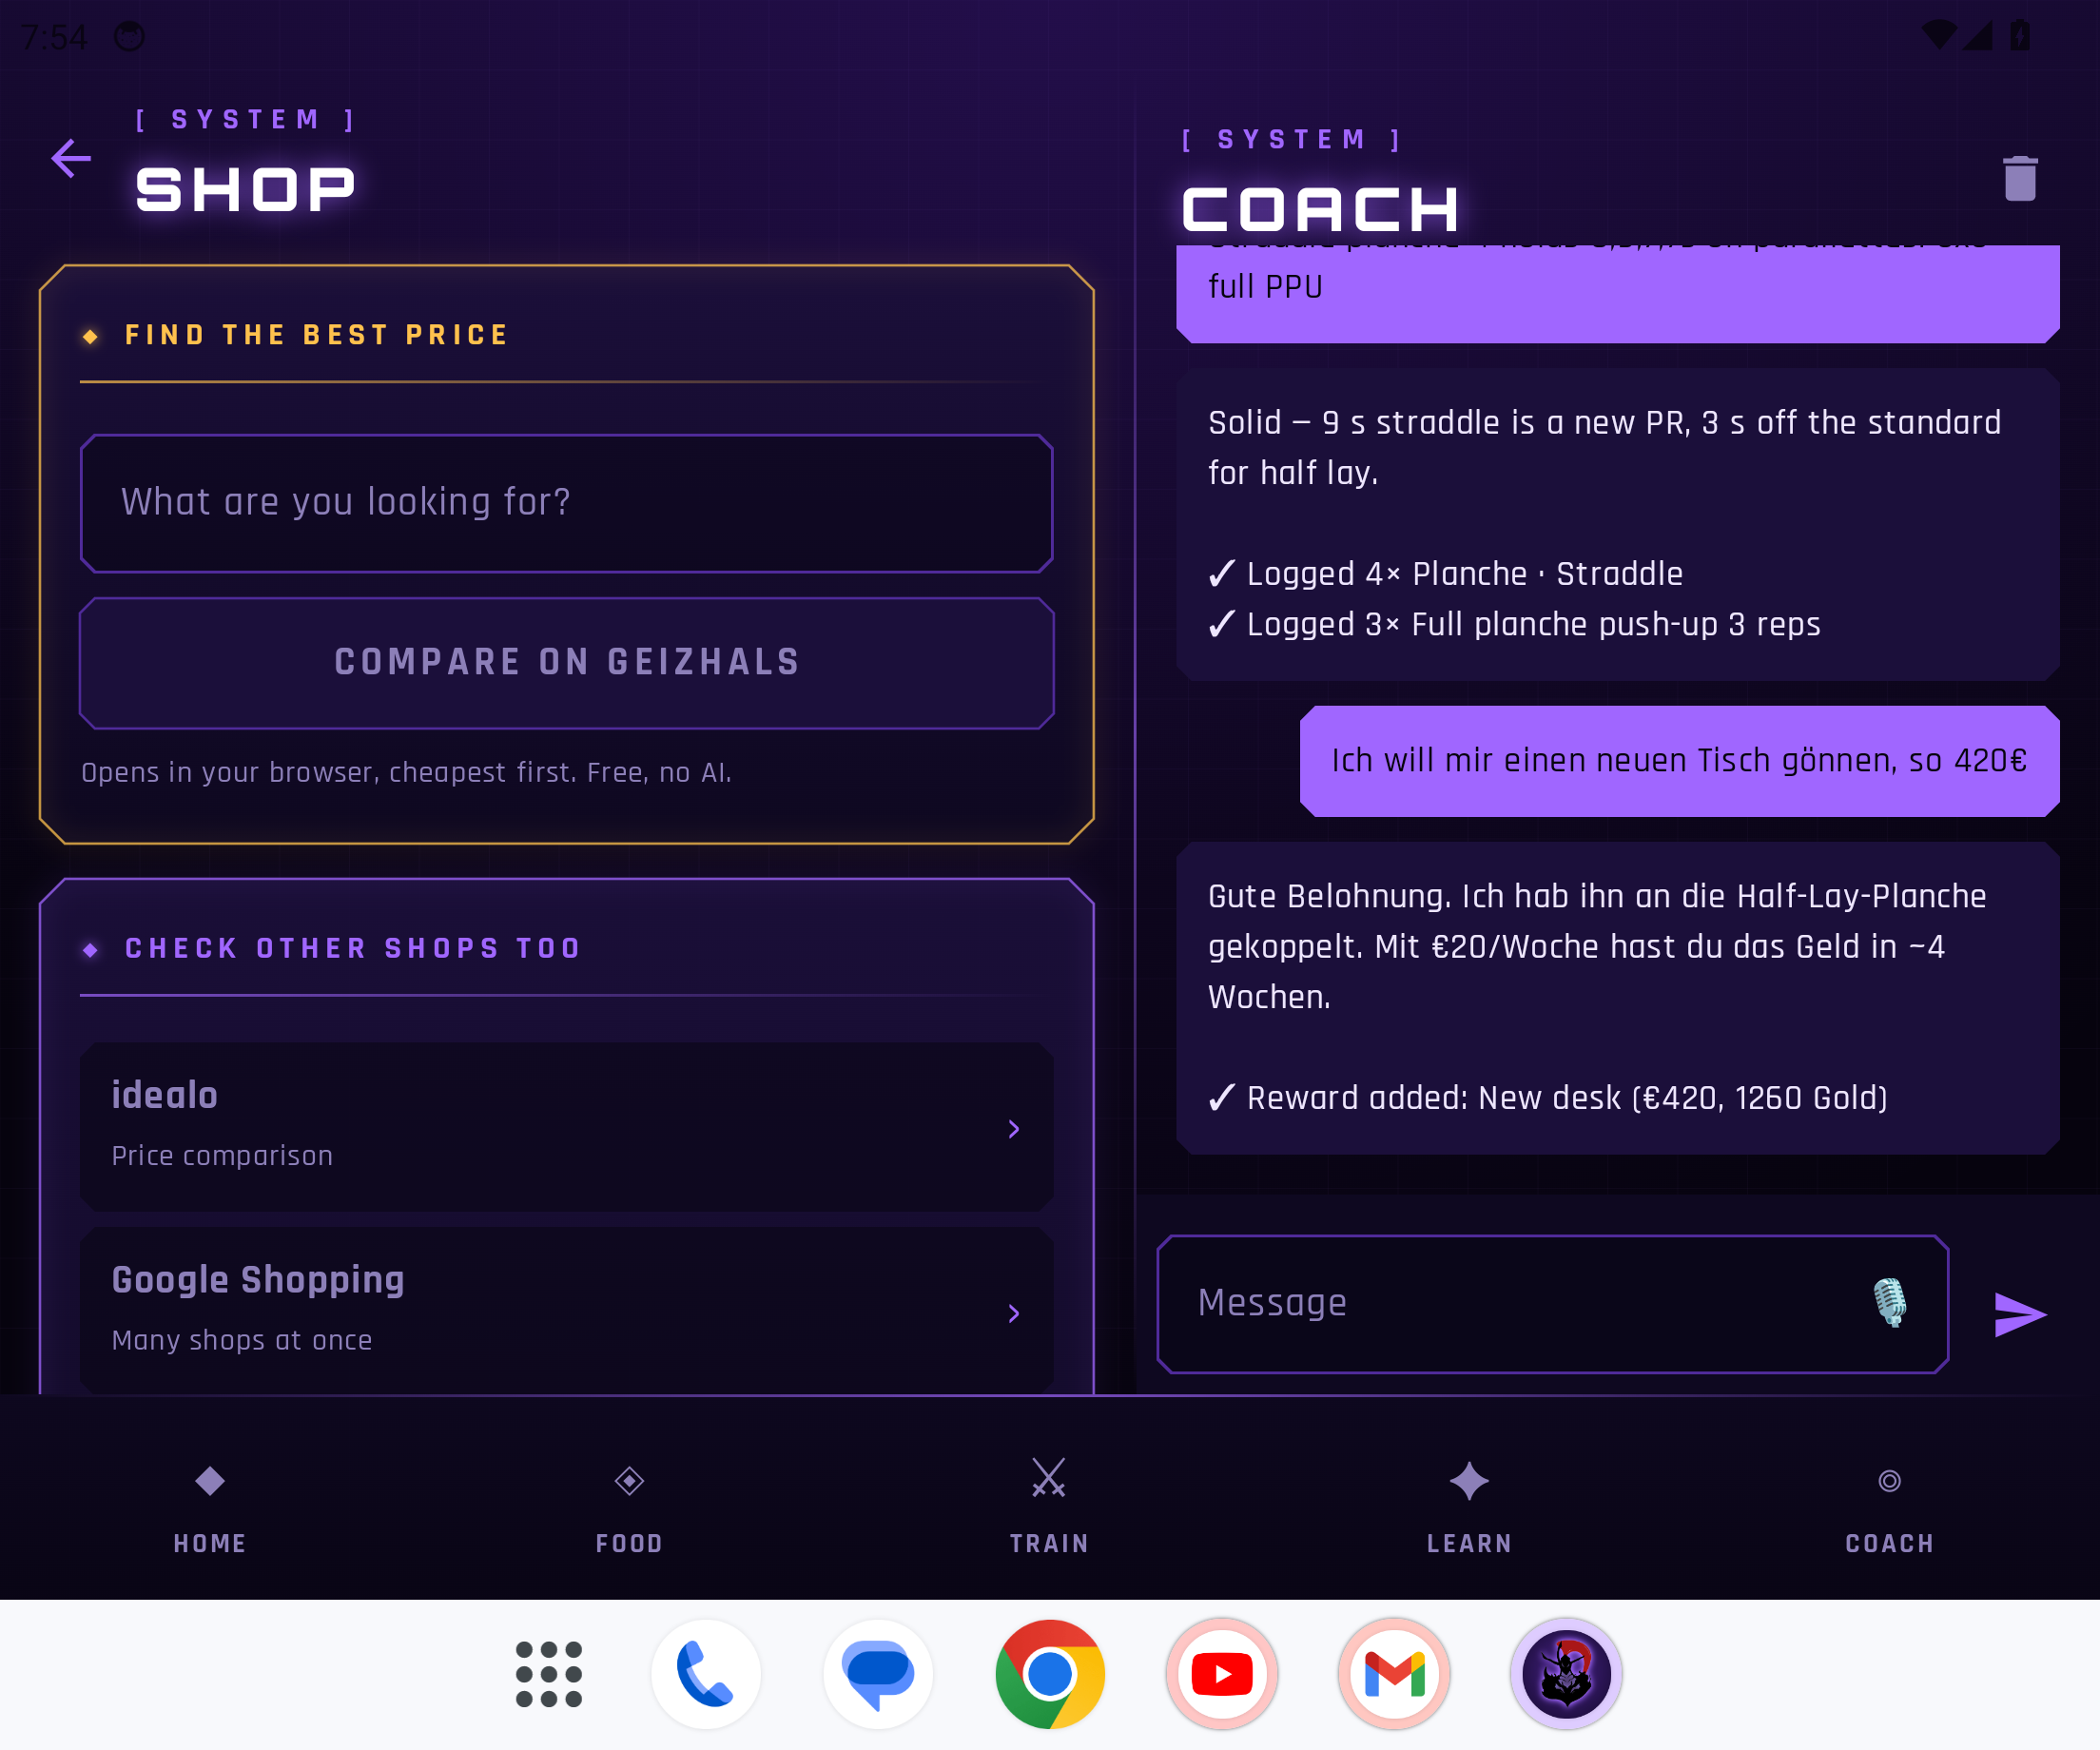 7:54
[ SYSTEM ]
SHOP
FIND THE BEST PRICE
What are you looking for?
COMPARE ON GEIZHALS
Opens in your browser, cheapest first. Free, no AI.
CHECK OTHER SHOPS TOO
idealo
Price comparison
Google Shopping
Many shops at once
[ SYSTEM ]
COACH
full PPU
Solid – 9 s straddle is a new PR, 3 s off the standard
for half lay.
✓ Logged 4× Planche · Straddle
✓ Logged 3× Full planche push-up 3 reps
Ich will mir einen neuen Tisch gönnen, so 420€
Gute Belohnung. Ich hab ihn an die Half-Lay-Planche
gekoppelt. Mit €20/Woche hast du das Geld in ~4
Wochen.
✓ Reward added: New desk (€420, 1260 Gold)
Message
HOME
FOOD
TRAIN
LEARN
COACH